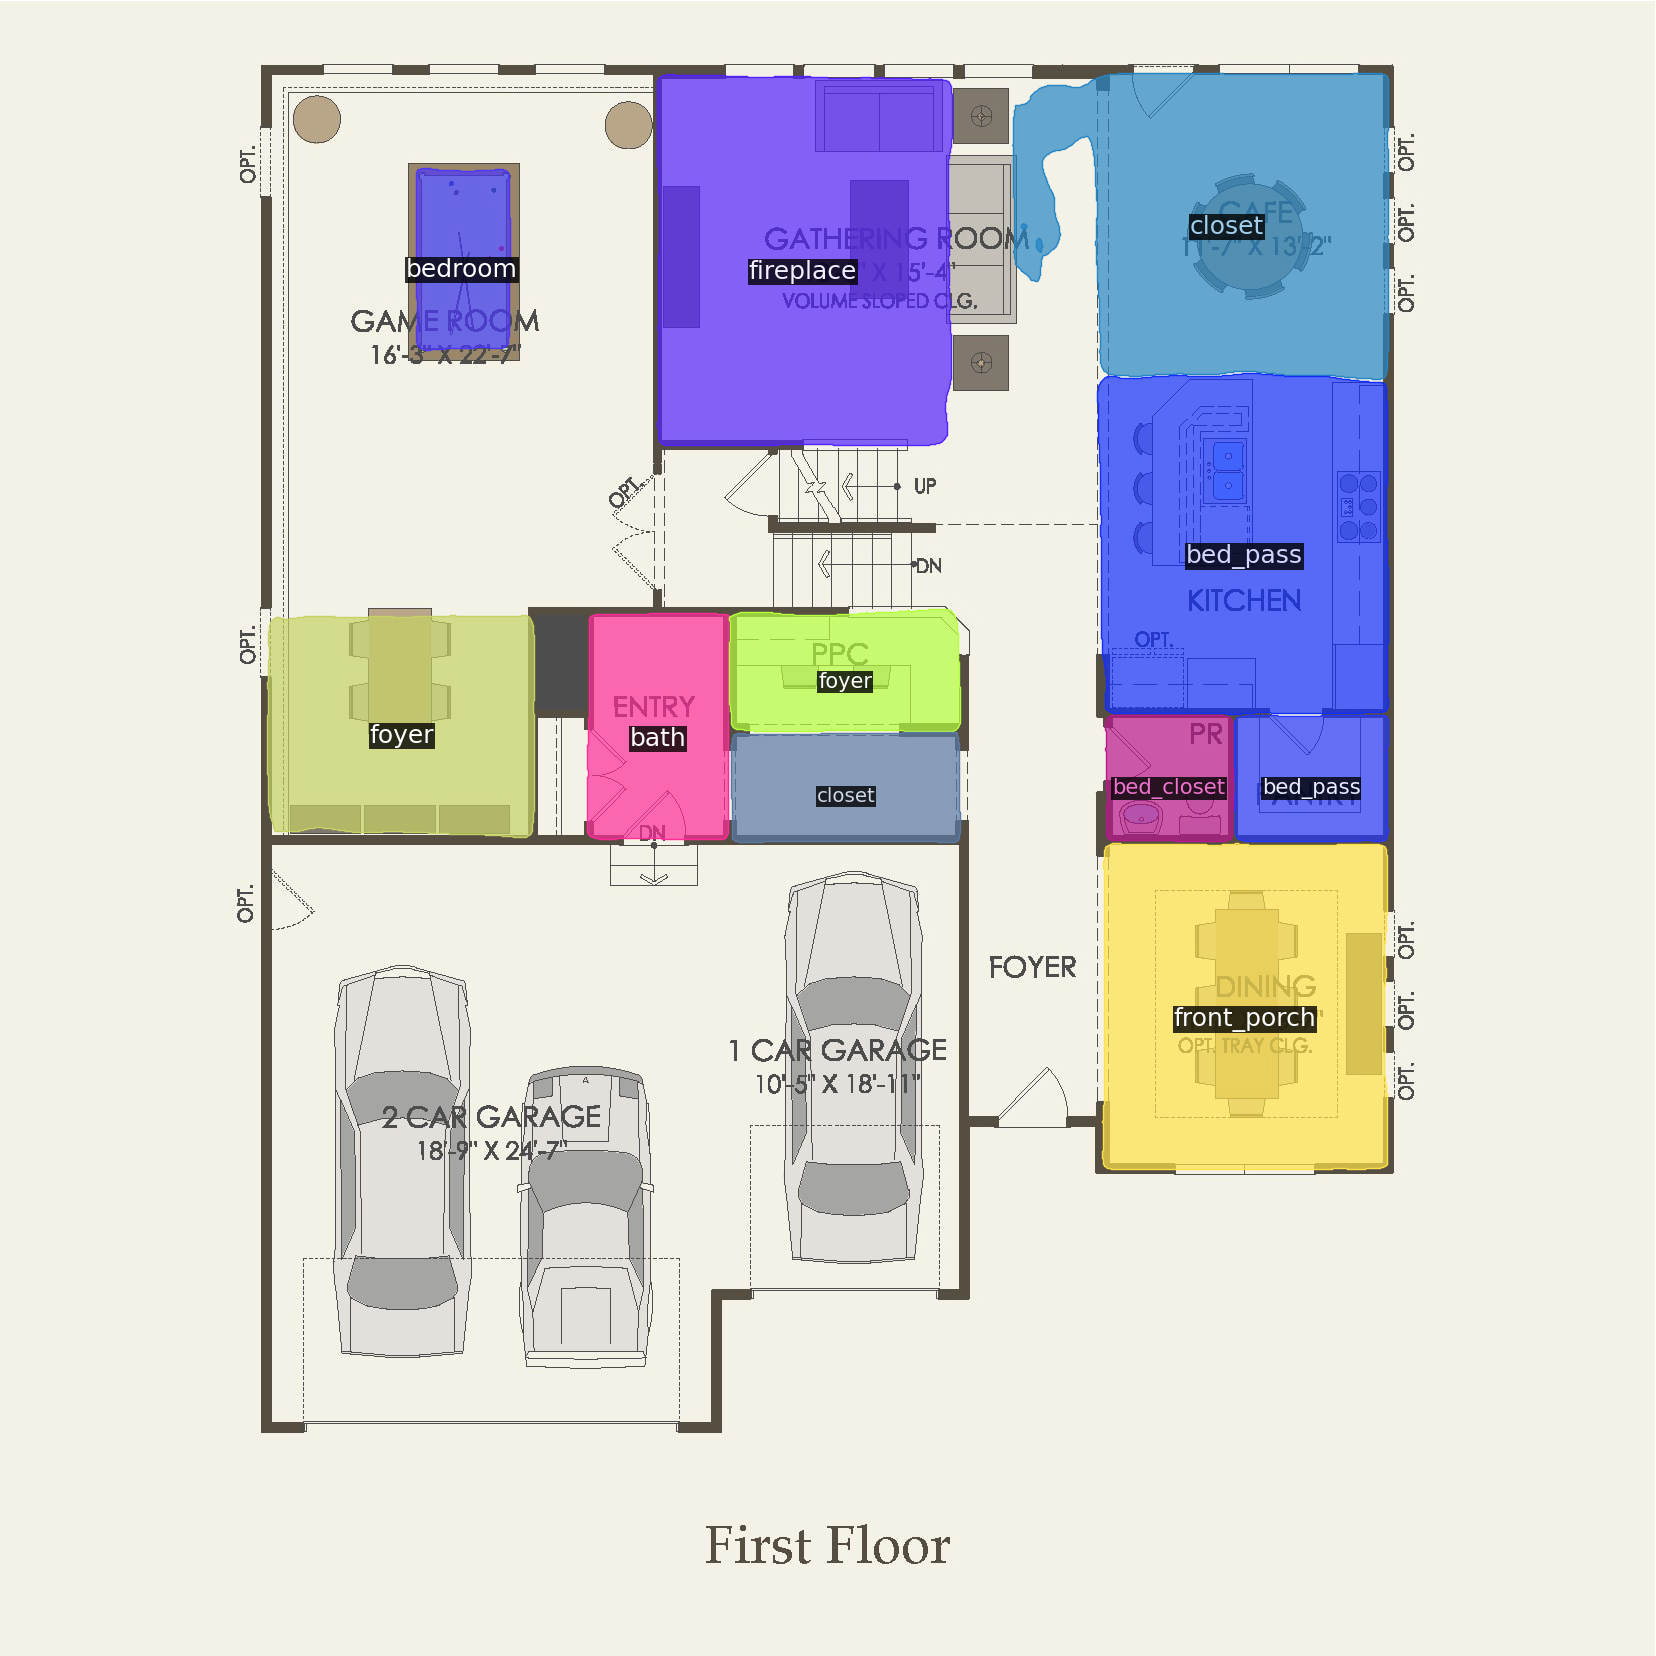 OPT.
OPT.
OPT.
OPT.
CAFE
closet
11'-7" X 13'-2"
GATHERING ROOM
fireplace
X 15'-4"
VOLUME SLOPED CLG.
bedroom
GAME ROOM
16'-3" X 22'-7"
OPT.
UP
DN
bed_pass
KITCHEN
OPT.
OPT.
PPC
foyer
foyer
ENTRY
bath
closet
DN
PR
bed_closet
bed_pass
PANTRY
OPT.
OPT.
OPT.
OPT.
FOYER
DINING
front_porch
OPT. TRAY CLG.
1 CAR GARAGE
10'-5" X 18'-11"
2 CAR GARAGE
18'-9" X 24'-7"
First Floor